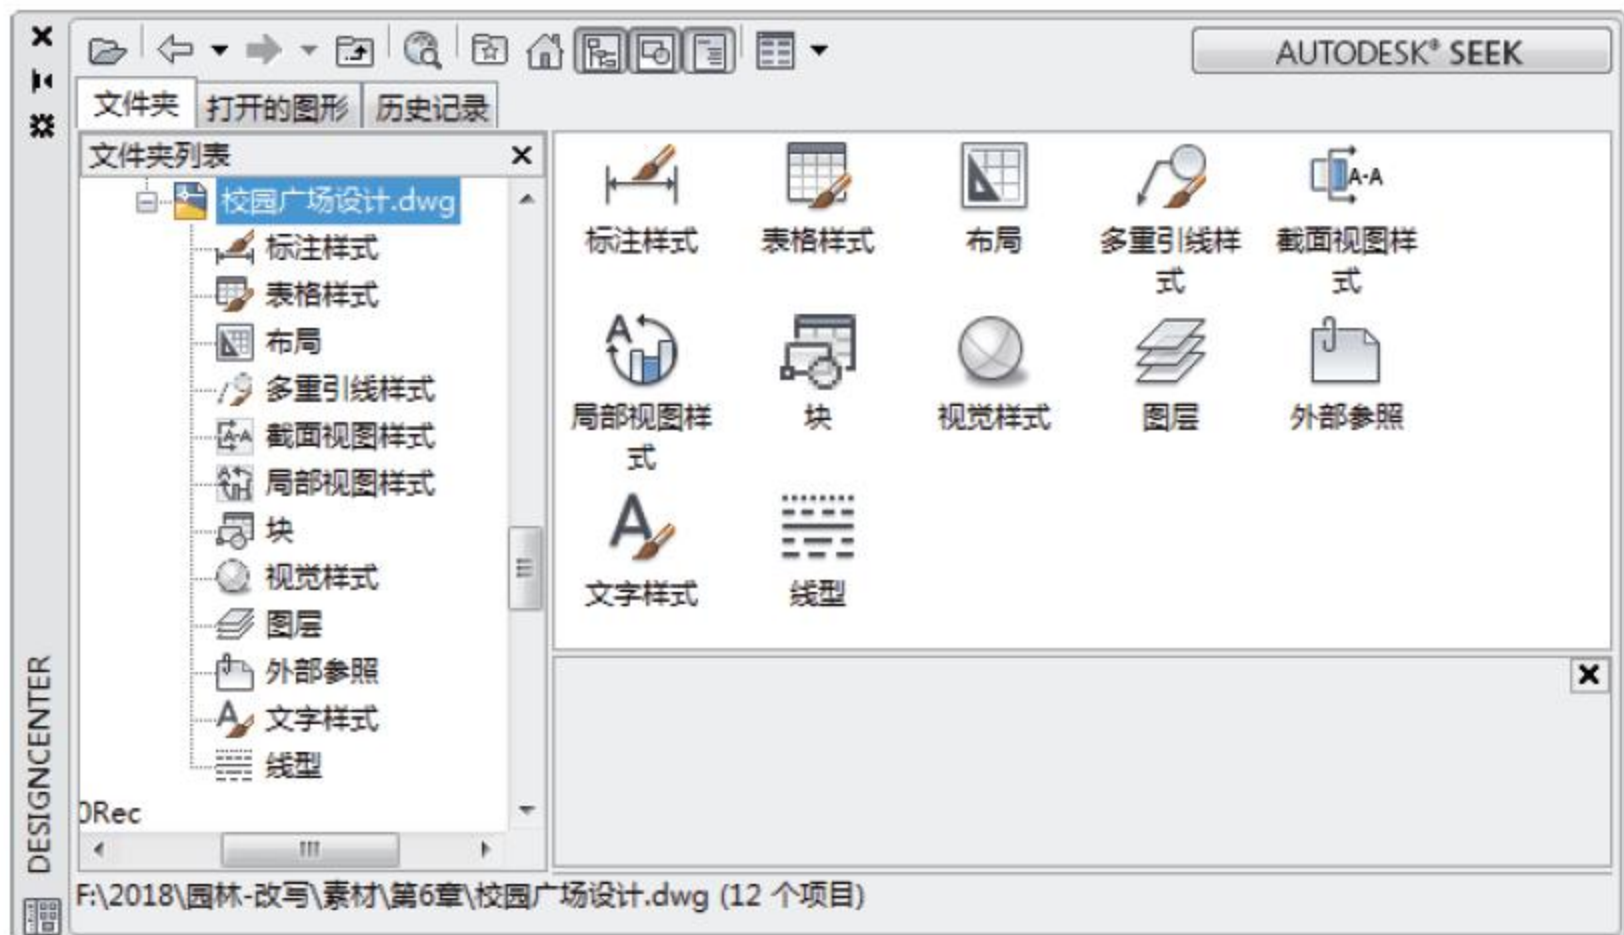 AUTODESK® SEEK
文件夹 打开的图形 历史记录
文件夹列表
校园广场设计.dwg
标注样式
表格样式
布局
多重引线样式
截面视图样式
局部视图样式
块
视觉样式
图层
外部参照
文字样式
线型
0Rec
标注样式 表格样式 布局 多重引线样式 截面视图样式
局部视图样式 块 视觉样式 图层 外部参照
文字样式 线型
DESIGNCENTER
F:\2018\园林-改写\素材\第6章\校园广场设计.dwg (12 个项目)